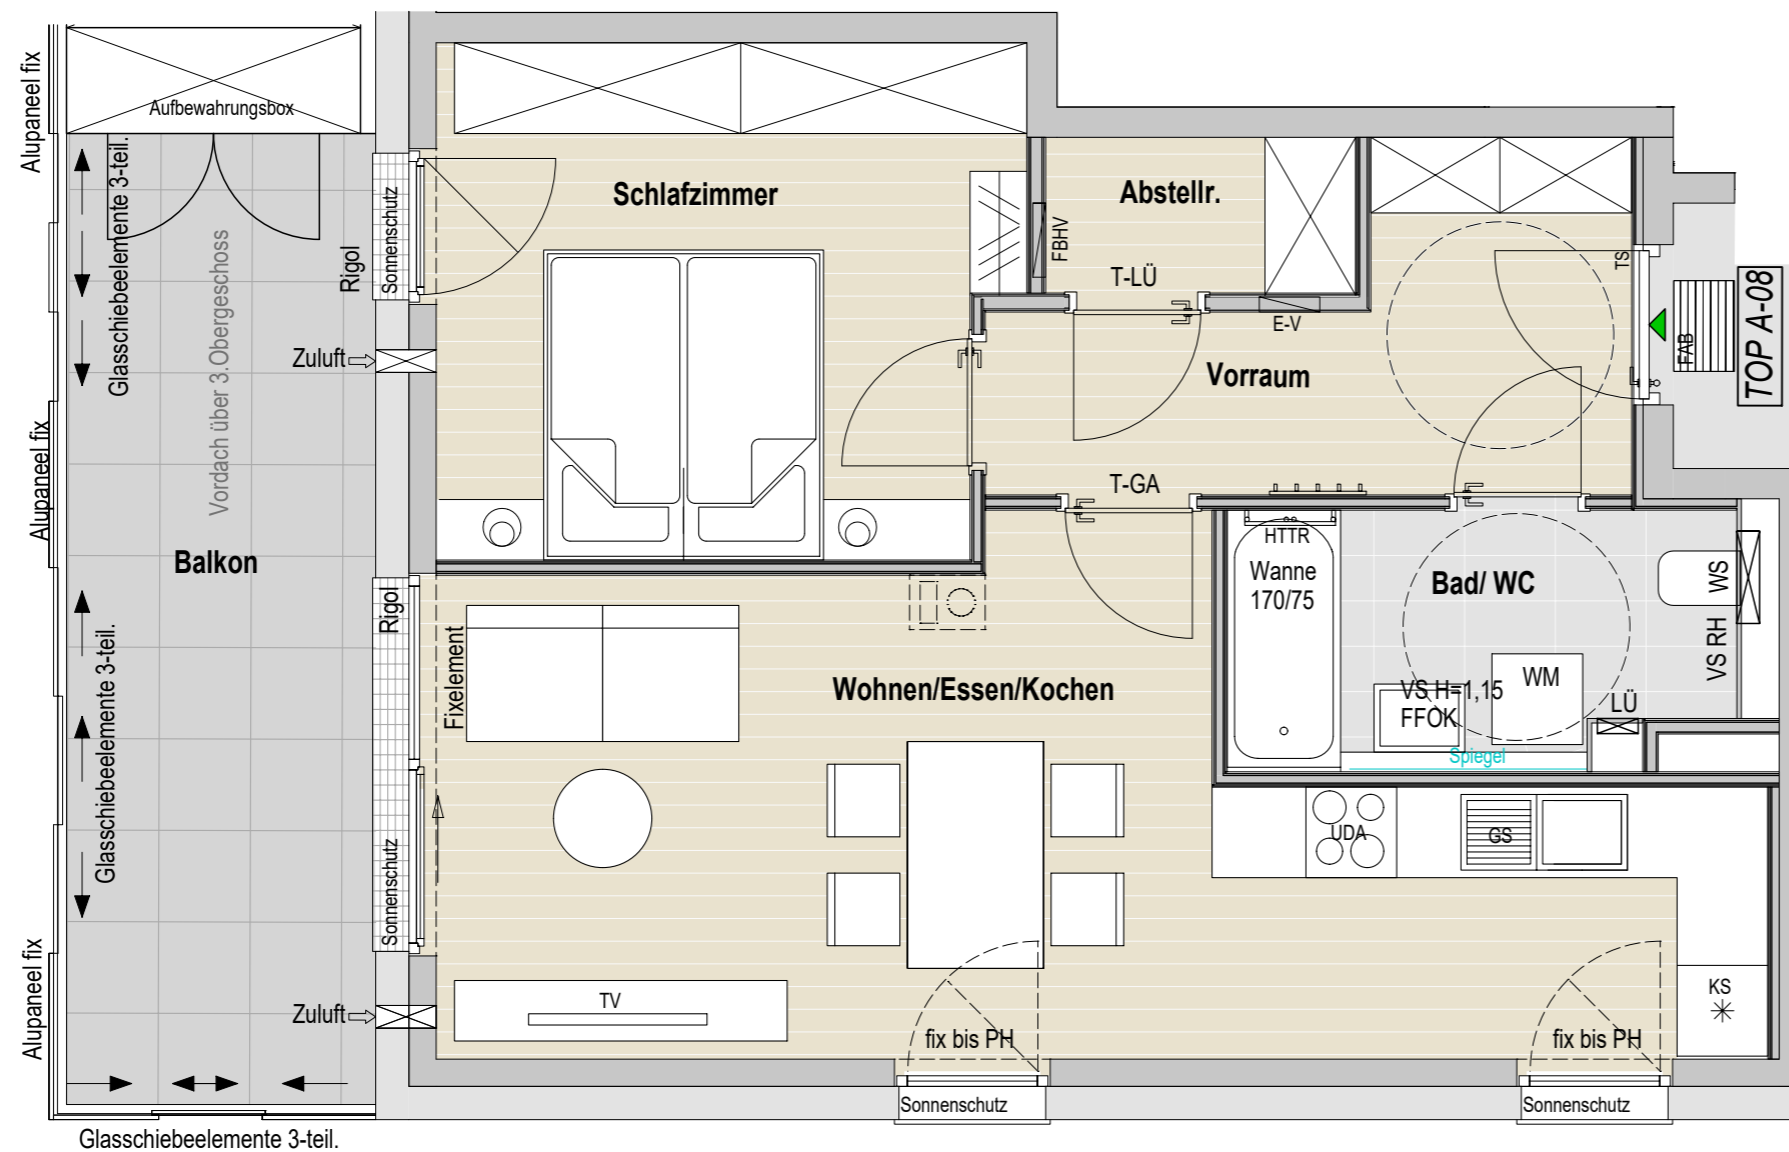 Alupaneel fix
Aufbewahrungsbox
Glasschiebeelemente 3-teil.
Vordach über 3.Obergeschoss
Rigol
Sonnenschutz
Schlafzimmer
Abstellr.
FBHV
T-LÜ
E-V
TS
FAB
TOP A-08
Zuluft
Vorraum
T-GA
Alupaneel fix
Balkon
HTTR
Wanne
170/75
Bad/ WC
WS
VS RH
Rigol
Fixelement
Glasschiebeelemente 3-teil.
Wohnen/Essen/Kochen
WM
VS H=1,15
FFOK
LÜ
Spiegel
UDA
GS
Sonnenschutz
Alupaneel fix
Zuluft
TV
KS
fix bis PH
fix bis PH
Sonnenschutz
Sonnenschutz
Glasschiebeelemente 3-teil.